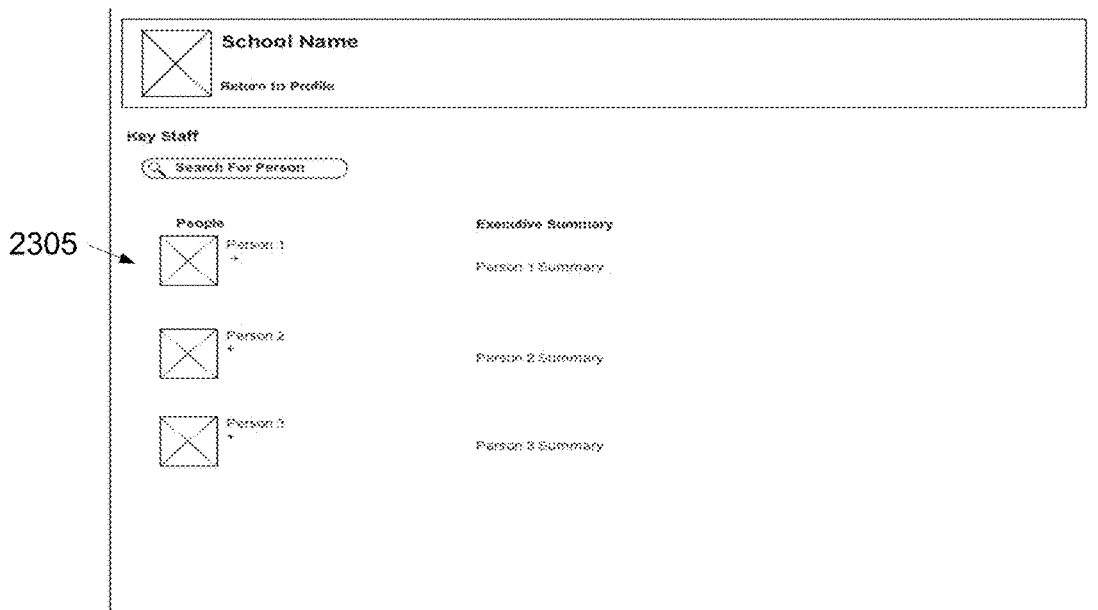 School Name
Return to Profile
Key Staff
Search For Person
People Executive Summary
2305
Person 1
+
Person 1 Summary
Person 2
+
Person 2 Summary
Person 3
+
Person 3 Summary